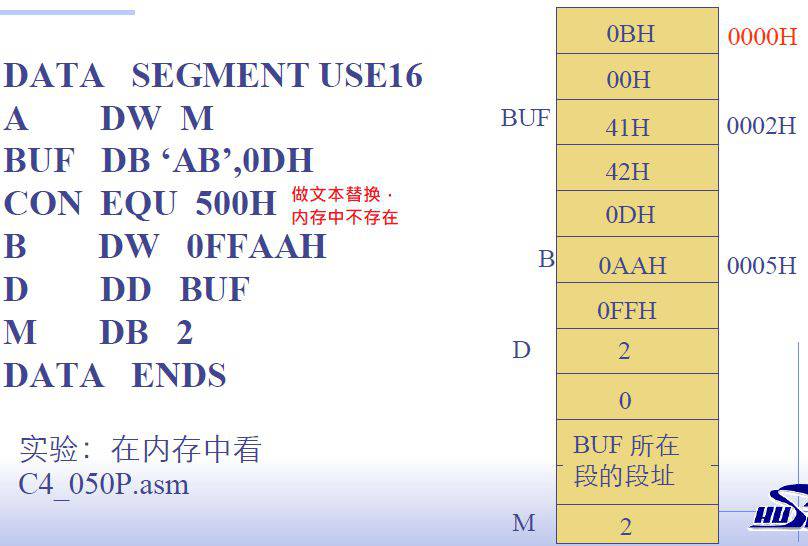 DATA SEGMENT USE16
A DW M
BUF DB ‘AB’,0DH
CON EQU 500H
做文本替换．
内存中不存在
B DW 0FFAAH
D DD BUF
M DB 2
DATA ENDS
实验：在内存中看
C4_050P.asm
0BH 0000H
00H
BUF 41H 0002H
42H
0DH
B 0AAH 0005H
0FFH
D 2
0
BUF 所在
段的段址
M 2